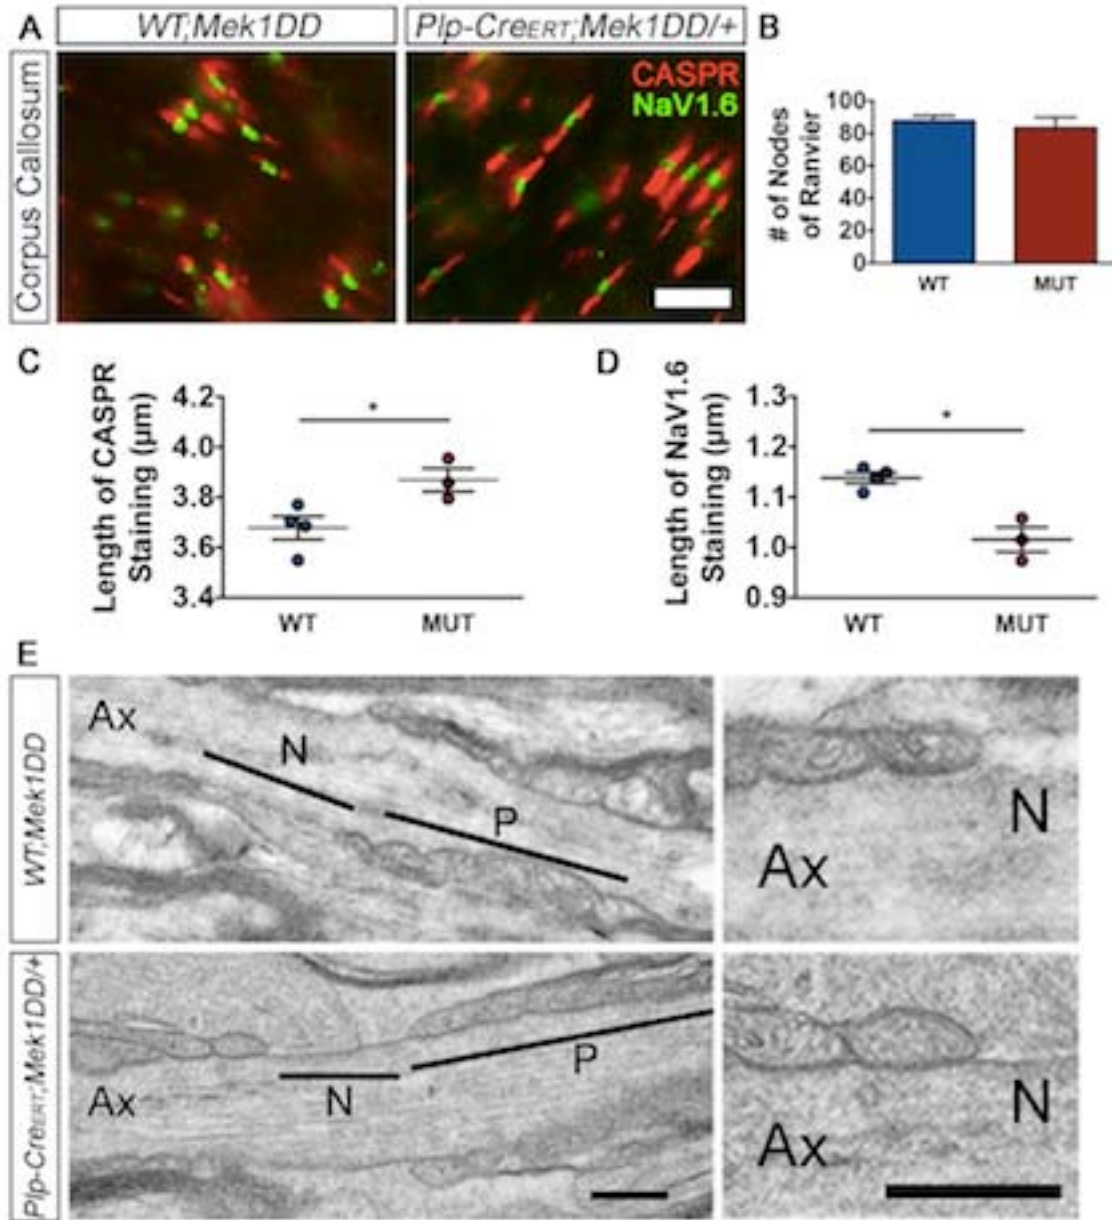 A
WT;Mek1DD
Plp-CreERT;Mek1DD/+
Corpus Callosum
CASPR
NaV1.6
B
# of Nodes
of Ranvier
100
80
60
40
20
0
WT
MUT
C
Length of CASPR
Staining (µm)
4.2
4.0
3.8
3.6
3.4
*
WT
MUT
D
Length of NaV1.6
Staining (µm)
1.3
1.2
1.1
1.0
0.9
*
WT
MUT
E
WT;Mek1DD
Ax
N
P
N
Ax
Plp-CreERT;Mek1DD/+
Ax
N
P
N
Ax